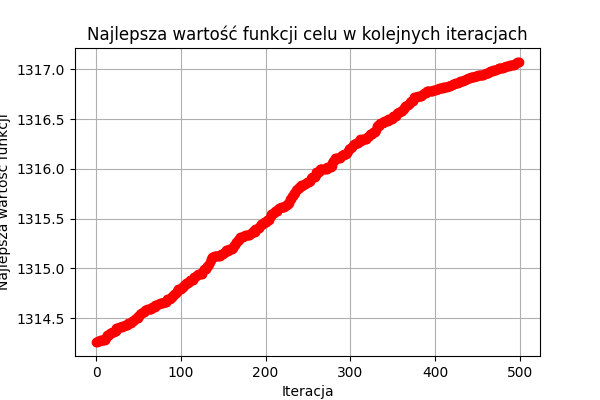 Najlepsza wartość funkcji celu w kolejnych iteracjach
Najlepsza wartość funkcji
1317.0
1316.5
1316.0
1315.5
1315.0
1314.5
0 100 200 300 400 500
Iteracja